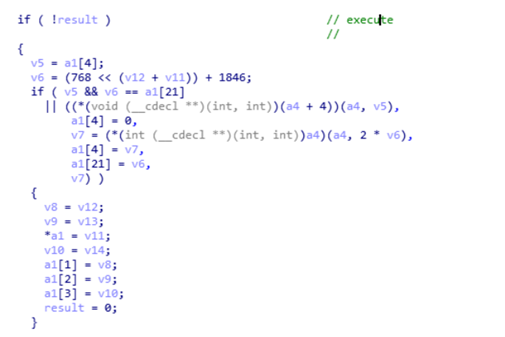 if ( !result ) // execute
//
{
v5 = a1[4];
v6 = (768 << (v12 + v11)) + 1846;
if ( v5 && v6 == a1[21]
|| ((*(void (__cdecl **)(int, int))(a4 + 4))(a4, v5),
a1[4] = 0,
v7 = (*(int (__cdecl **)(int, int))a4)(a4, 2 * v6),
a1[4] = v7,
a1[21] = v6,
v7) )
{
v8 = v12;
v9 = v13;
*a1 = v11;
v10 = v14;
a1[1] = v8;
a1[2] = v9;
a1[3] = v10;
result = 0;
}